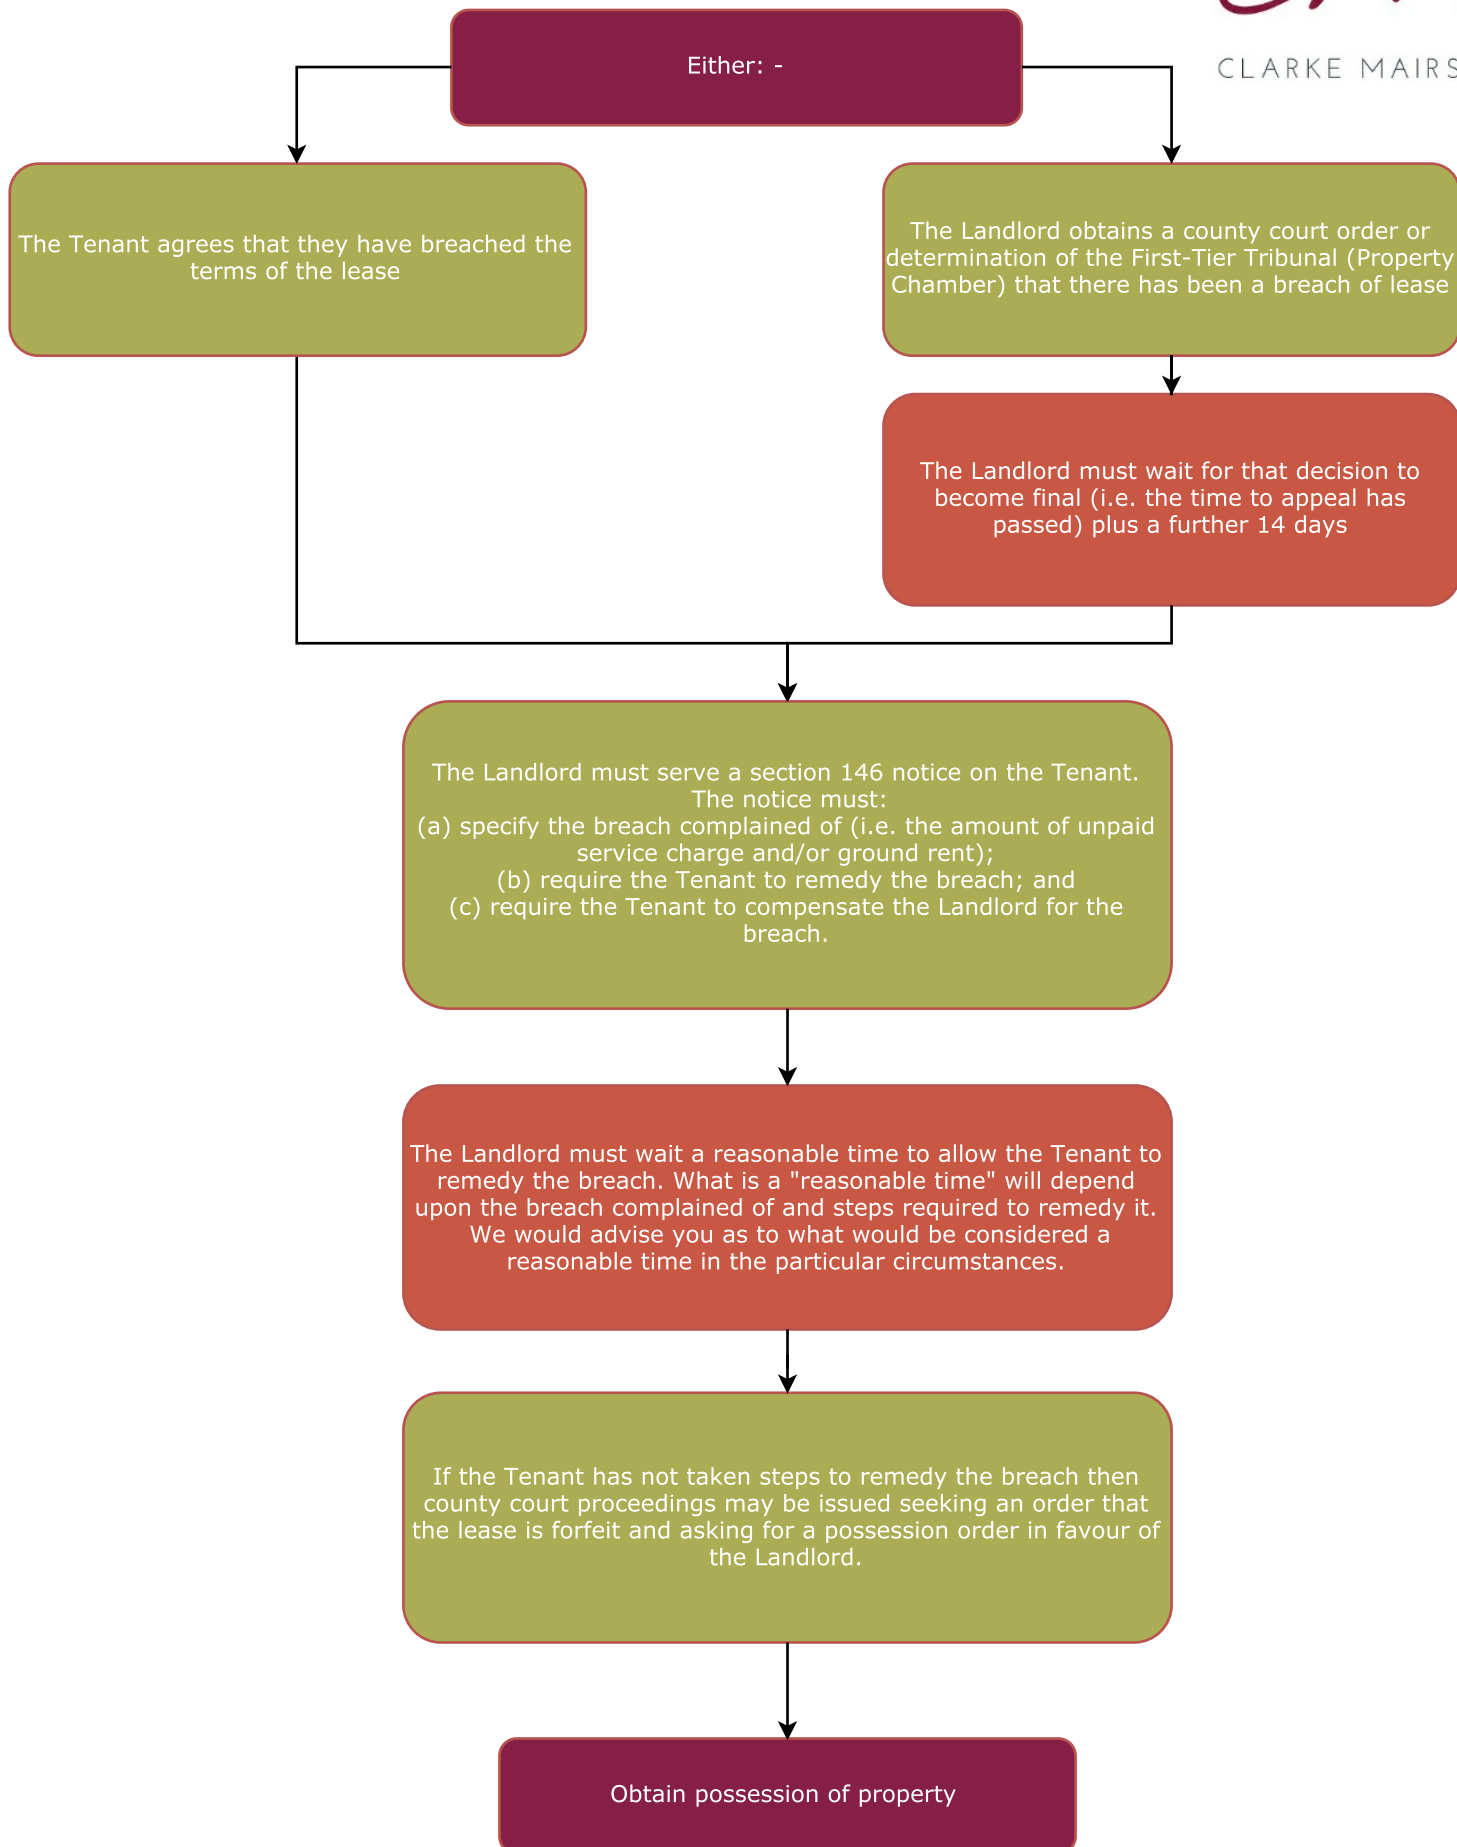 CLARKE MAIRS
Either: -
The Tenant agrees that they have breached the
terms of the lease
The Landlord obtains a county court order or
determination of the First-Tier Tribunal (Property
Chamber) that there has been a breach of lease
The Landlord must wait for that decision to
become final (i.e. the time to appeal has
passed) plus a further 14 days
The Landlord must serve a section 146 notice on the Tenant.
The notice must:
(a) specify the breach complained of (i.e. the amount of unpaid
service charge and/or ground rent);
(b) require the Tenant to remedy the breach; and
(c) require the Tenant to compensate the Landlord for the
breach.
The Landlord must wait a reasonable time to allow the Tenant to
remedy the breach. What is a "reasonable time" will depend
upon the breach complained of and steps required to remedy it.
We would advise you as to what would be considered a
reasonable time in the particular circumstances.
If the Tenant has not taken steps to remedy the breach then
county court proceedings may be issued seeking an order that
the lease is forfeit and asking for a possession order in favour of
the Landlord.
Obtain possession of property